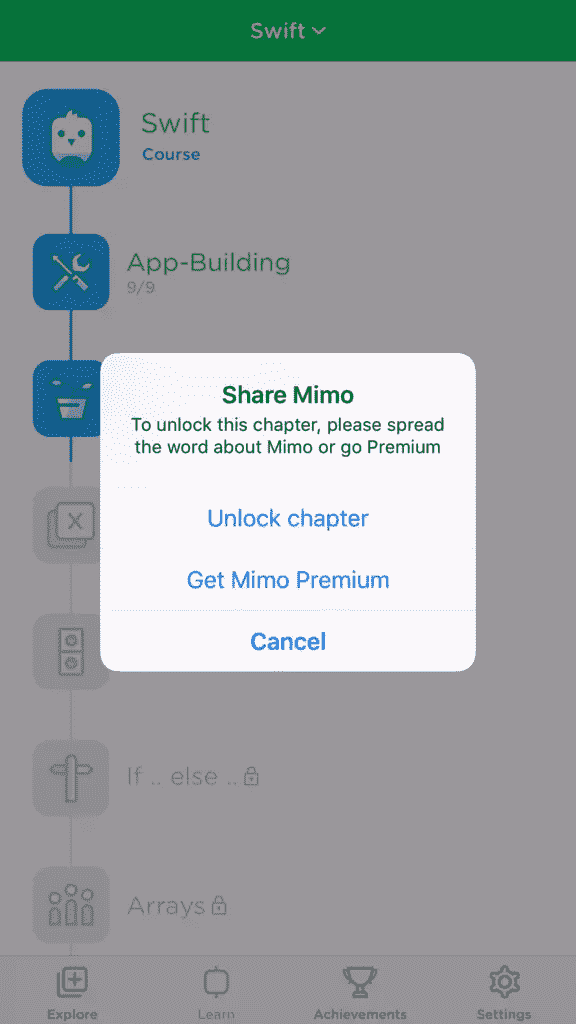 Swift
Swift
Course
App-Building
9/9
Share Mimo
To unlock this chapter, please spread
the word about Mimo or go Premium
Unlock chapter
Get Mimo Premium
Cancel
If .. else ..
Arrays
Explore
Learn
Achievements
Settings